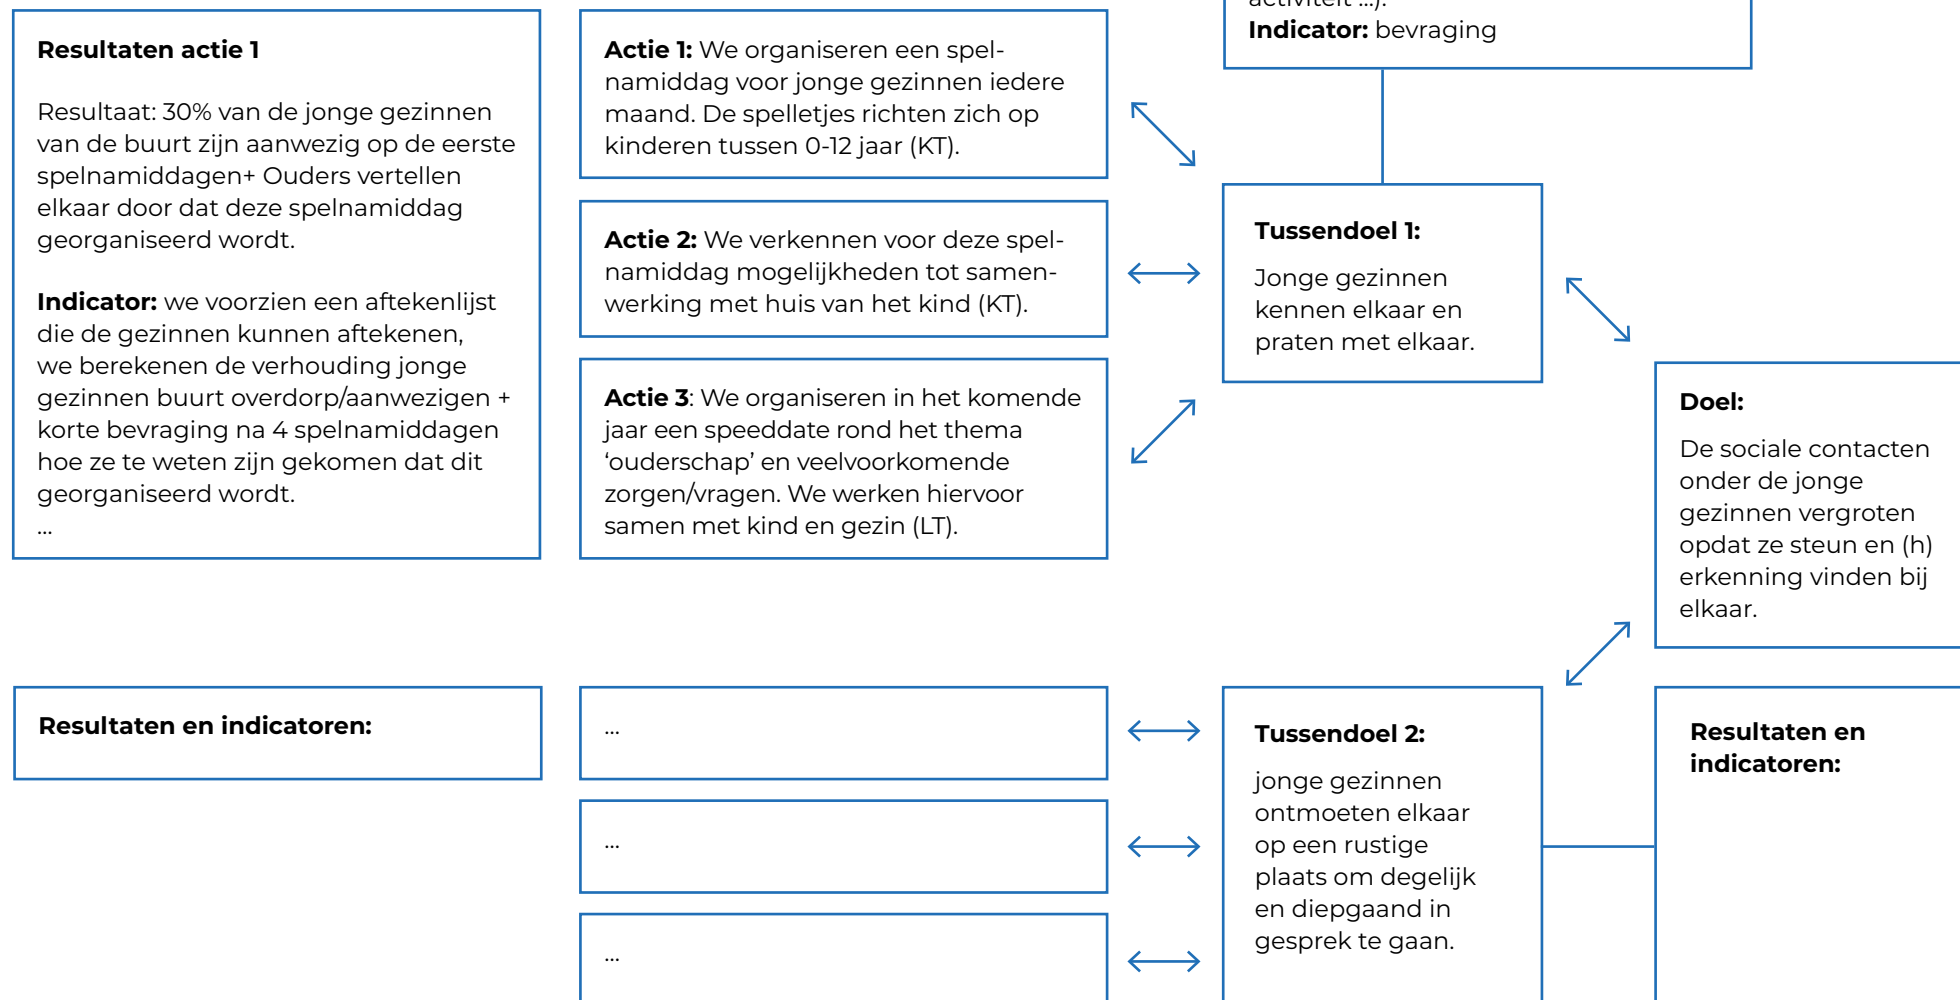 Resultaten actie 1
Resultaat: 30% van de jonge gezinnen
van de buurt zijn aanwezig op de eerste
spelnamiddagen+ Ouders vertellen
elkaar door dat deze spelnamiddag
georganiseerd wordt.
Indicator: we voorzien een aftekenlijst
die de gezinnen kunnen aftekenen,
we berekenen de verhouding jonge
gezinnen buurt overdorp/aanwezigen +
korte bevraging na 4 spelnamiddagen
hoe ze te weten zijn gekomen dat dit
georganiseerd wordt.
...
Actie 1: We organiseren een spel-
namiddag voor jonge gezinnen iedere
maand. De spelletjes richten zich op
kinderen tussen 0-12 jaar (KT).
Actie 2: We verkennen voor deze spel-
namiddag mogelijkheden tot samen-
werking met huis van het kind (KT).
Actie 3: We organiseren in het komende
jaar een speeddate rond het thema
‘ouderschap’ en veelvoorkomende
zorgen/vragen. We werken hiervoor
samen met kind en gezin (LT).
activiteit ...).
Indicator: bevraging
Tussendoel 1:
Jonge gezinnen
kennen elkaar en
praten met elkaar.
Doel:
De sociale contacten
onder de jonge
gezinnen vergroten
opdat ze steun en (h)
erkenning vinden bij
elkaar.
Resultaten en indicatoren:
...
...
...
Tussendoel 2:
jonge gezinnen
ontmoeten elkaar
op een rustige
plaats om degelijk
en diepgaand in
gesprek te gaan.
Resultaten en
indicatoren: